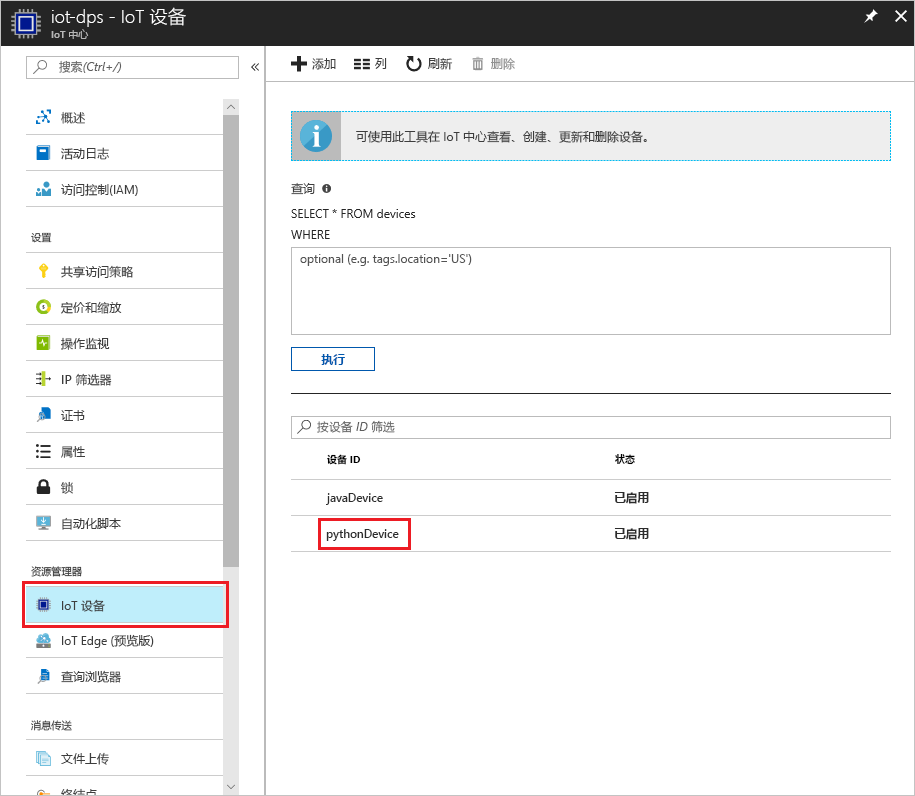 iot-dps - IoT 设备
IoT 中心
搜索(Ctrl+/)
概述
活动日志
访问控制(IAM)
设置
共享访问策略
定价和缩放
操作监视
IP 筛选器
证书
属性
锁
自动化脚本
资源管理器
IoT 设备
IoT Edge (预览版)
查询浏览器
消息传送
文件上传
终结点
添加 列 刷新 删除
可使用此工具在 IoT 中心查看、创建、更新和删除设备。
查询
SELECT * FROM devices
WHERE
optional (e.g. tags.location='US')
执行
按设备 ID 筛选
设备 ID 状态
javaDevice 已启用
pythonDevice 已启用